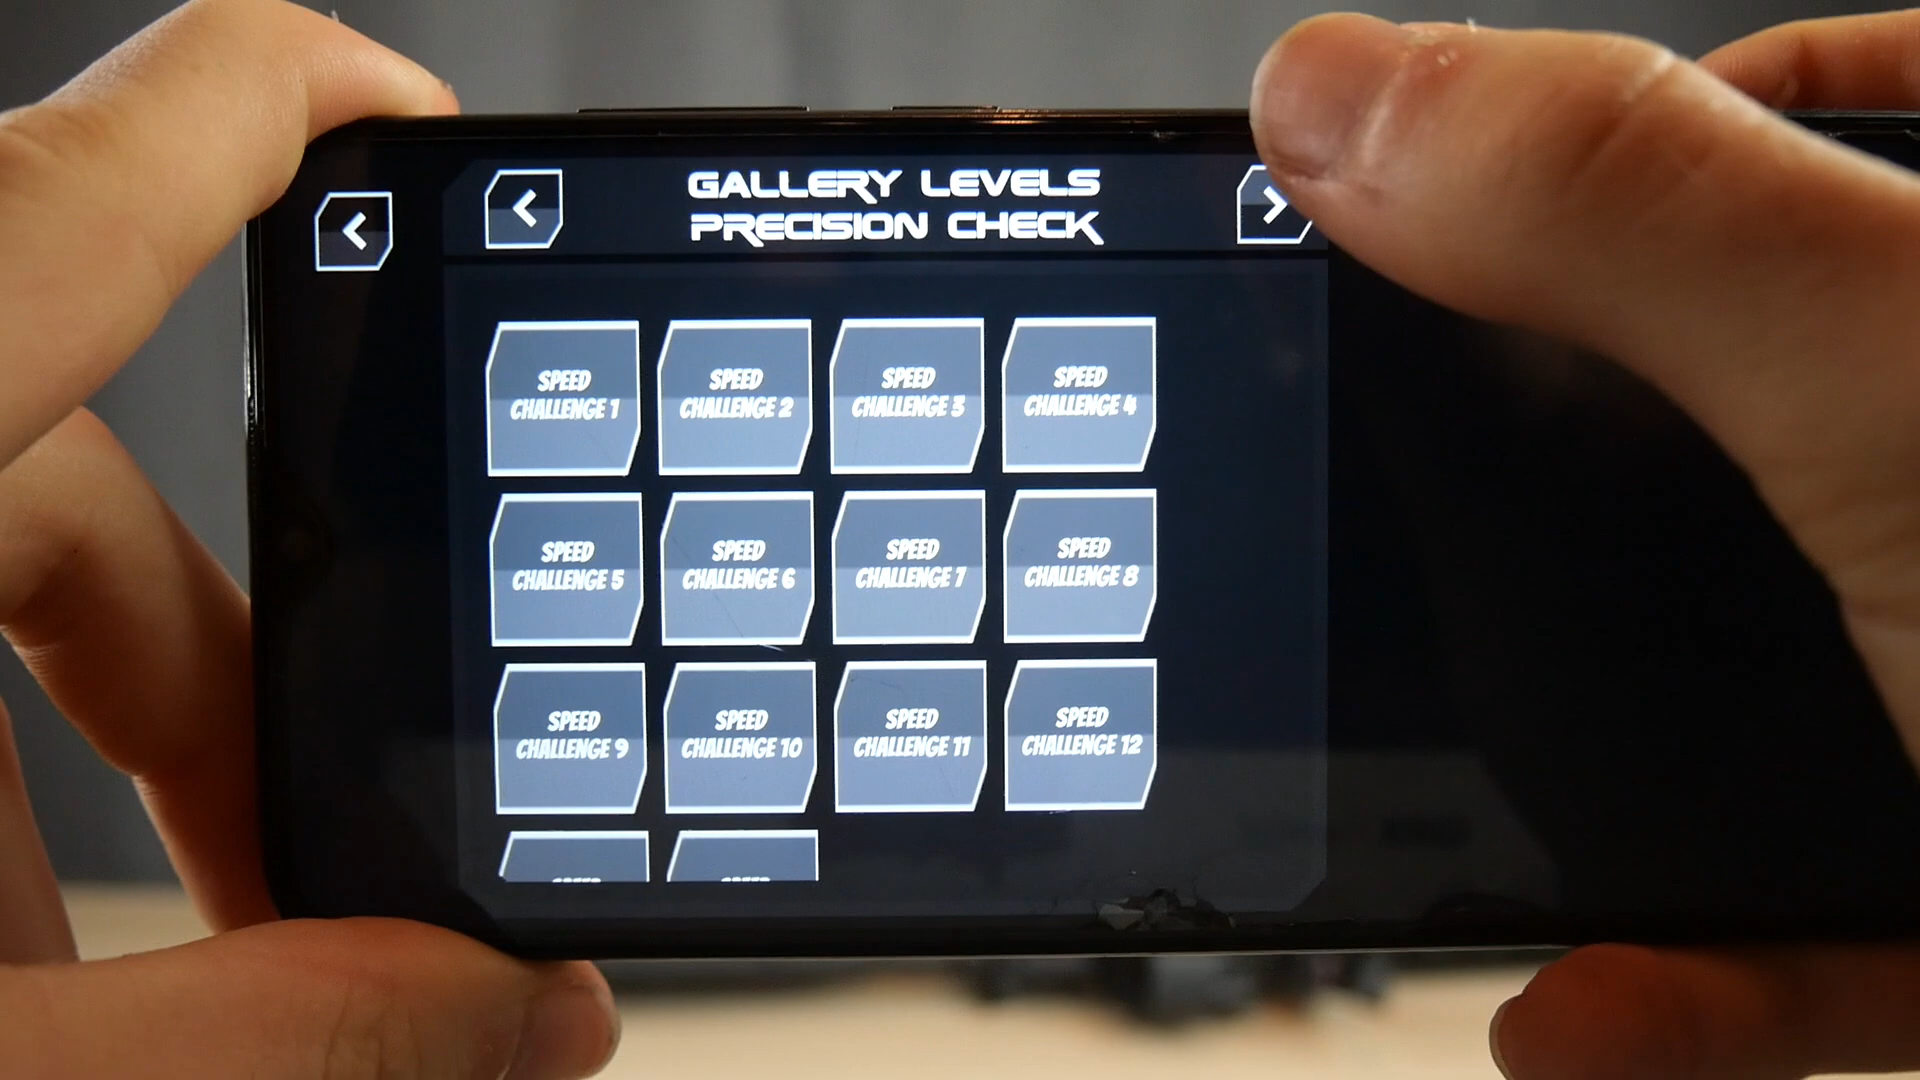 GALLERY LEVELS
PRECISION CHECK
SPEED
CHALLENGE 1
SPEED
CHALLENGE 2
SPEED
CHALLENGE 3
SPEED
CHALLENGE 4
SPEED
CHALLENGE 5
SPEED
CHALLENGE 6
SPEED
CHALLENGE 7
SPEED
CHALLENGE 8
SPEED
CHALLENGE 9
SPEED
CHALLENGE 10
SPEED
CHALLENGE 11
SPEED
CHALLENGE 12